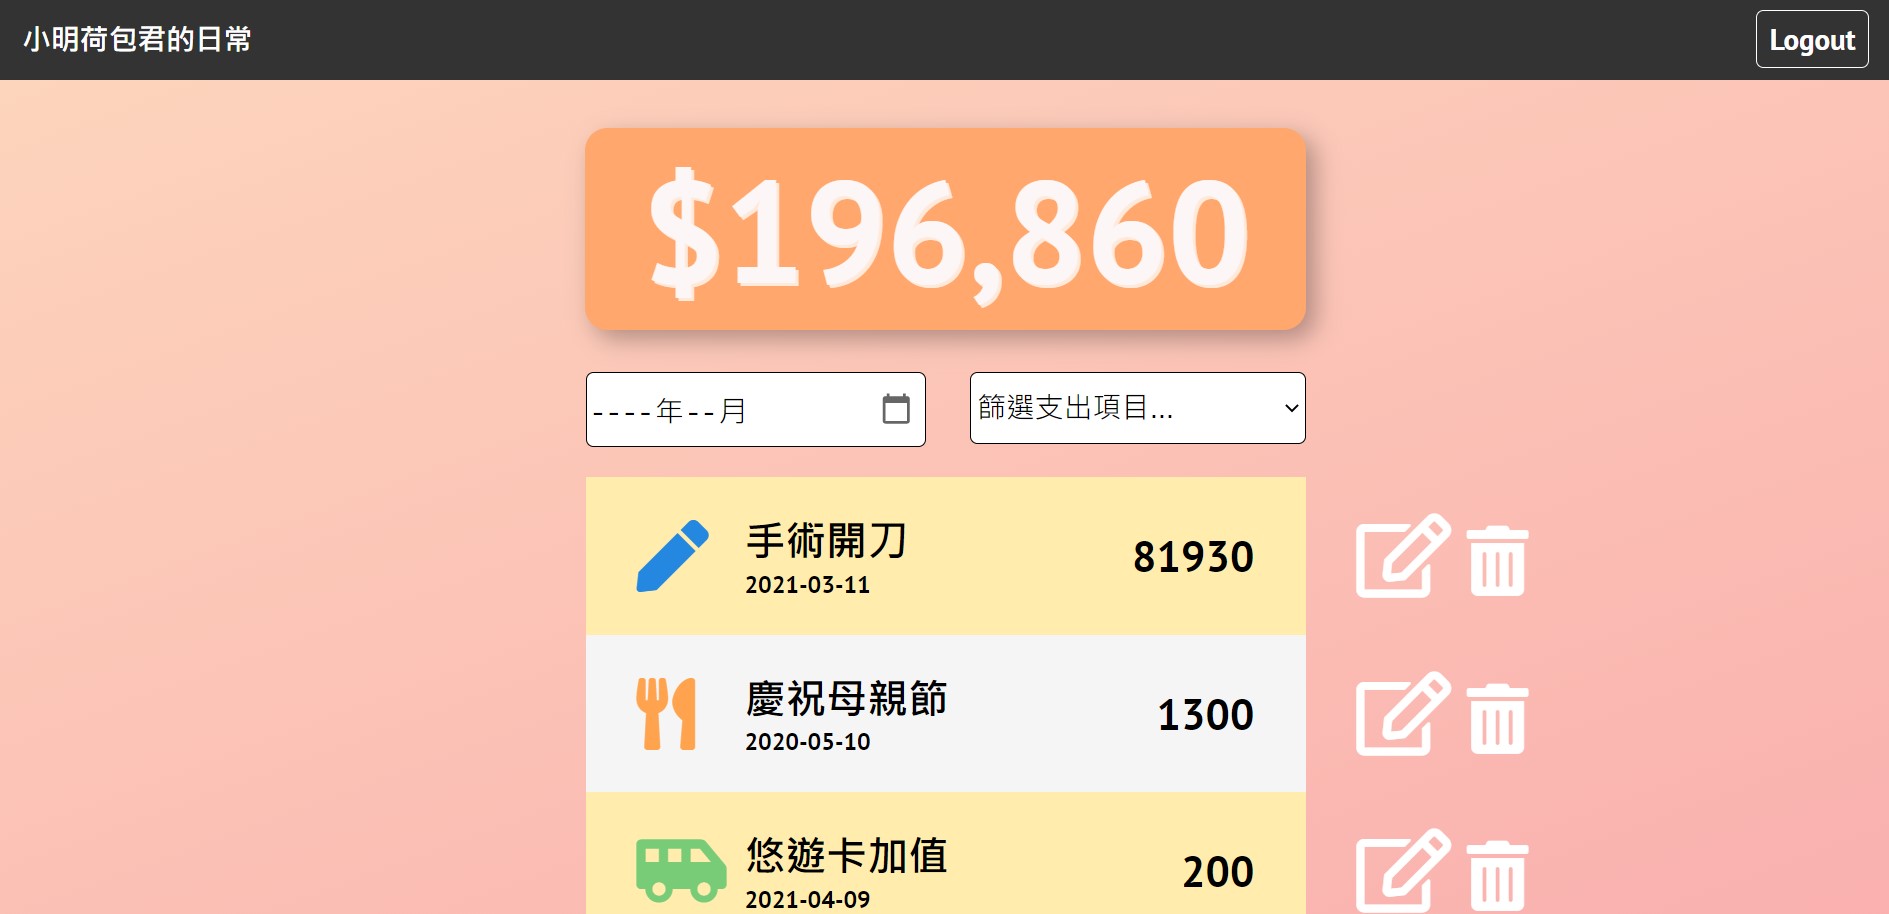 小明荷包君的日常
Logout
$196,860
----年--月
篩選支出項目...
手術開刀
2021-03-11
81930
慶祝母親節
2020-05-10
1300
悠遊卡加值
2021-04-09
200